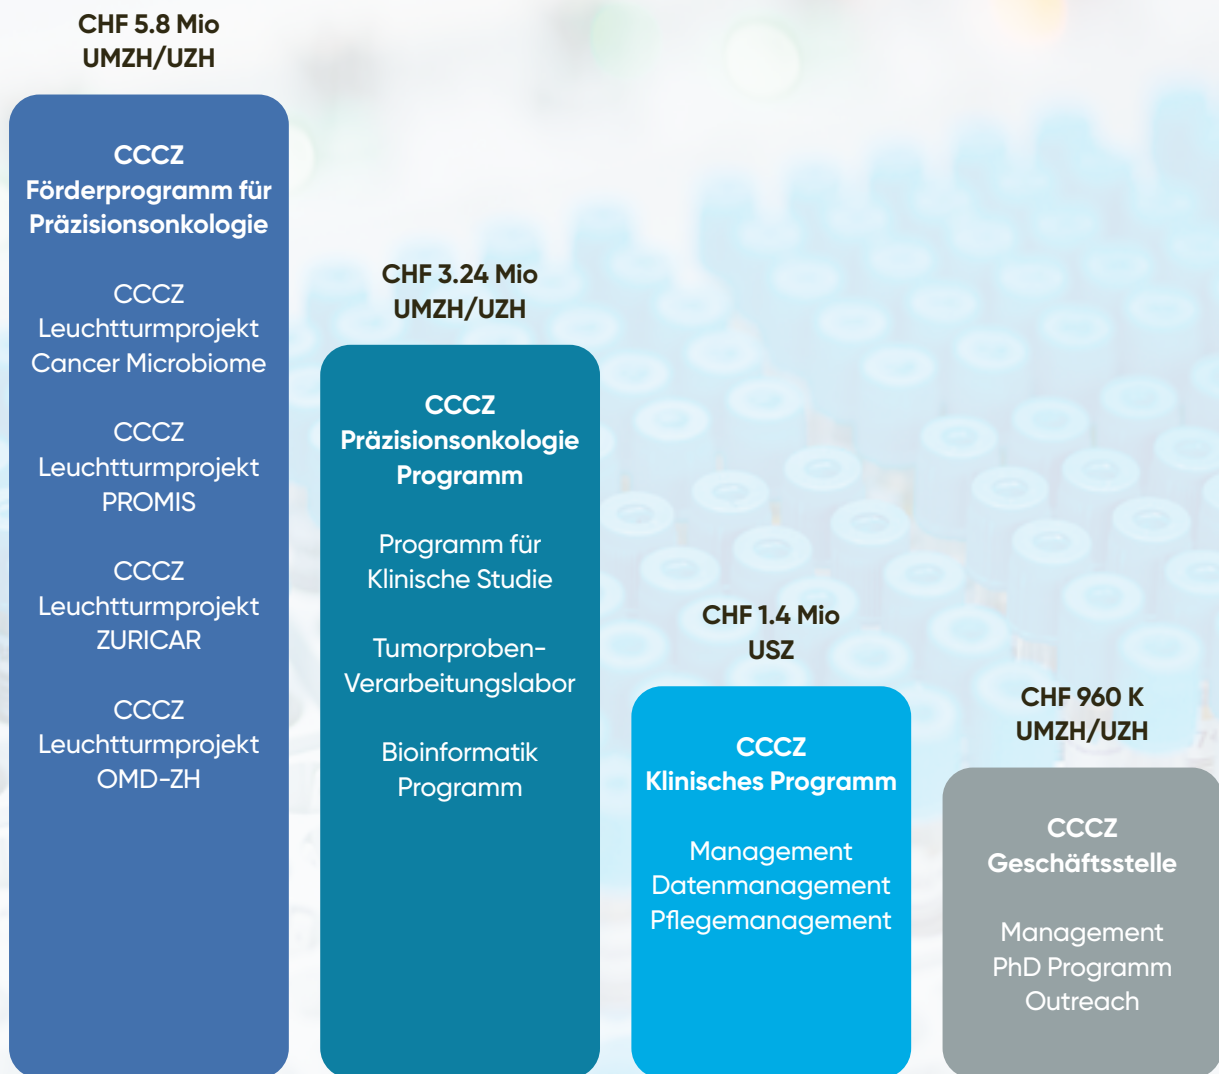 CHF 5.8 Mio
UMZH/UZH
CCCZ
Förderprogramm für
Präzisionsonkologie
CCCZ
Leuchtturmprojekt
Cancer Microbiome
CCCZ
Leuchtturmprojekt
PROMIS
CCCZ
Leuchtturmprojekt
ZURICAR
CCCZ
Leuchtturmprojekt
OMD-ZH
CHF 3.24 Mio
UMZH/UZH
CCCZ
Präzisionsonkologie
Programm
Programm für
Klinische Studie
Tumorproben-
Verarbeitungslabor
Bioinformatik
Programm
CHF 1.4 Mio
USZ
CCCZ
Klinisches Programm
Management
Datenmanagement
Pflegemanagement
CHF 960 K
UMZH/UZH
CCCZ
Geschäftsstelle
Management
PhD Programm
Outreach